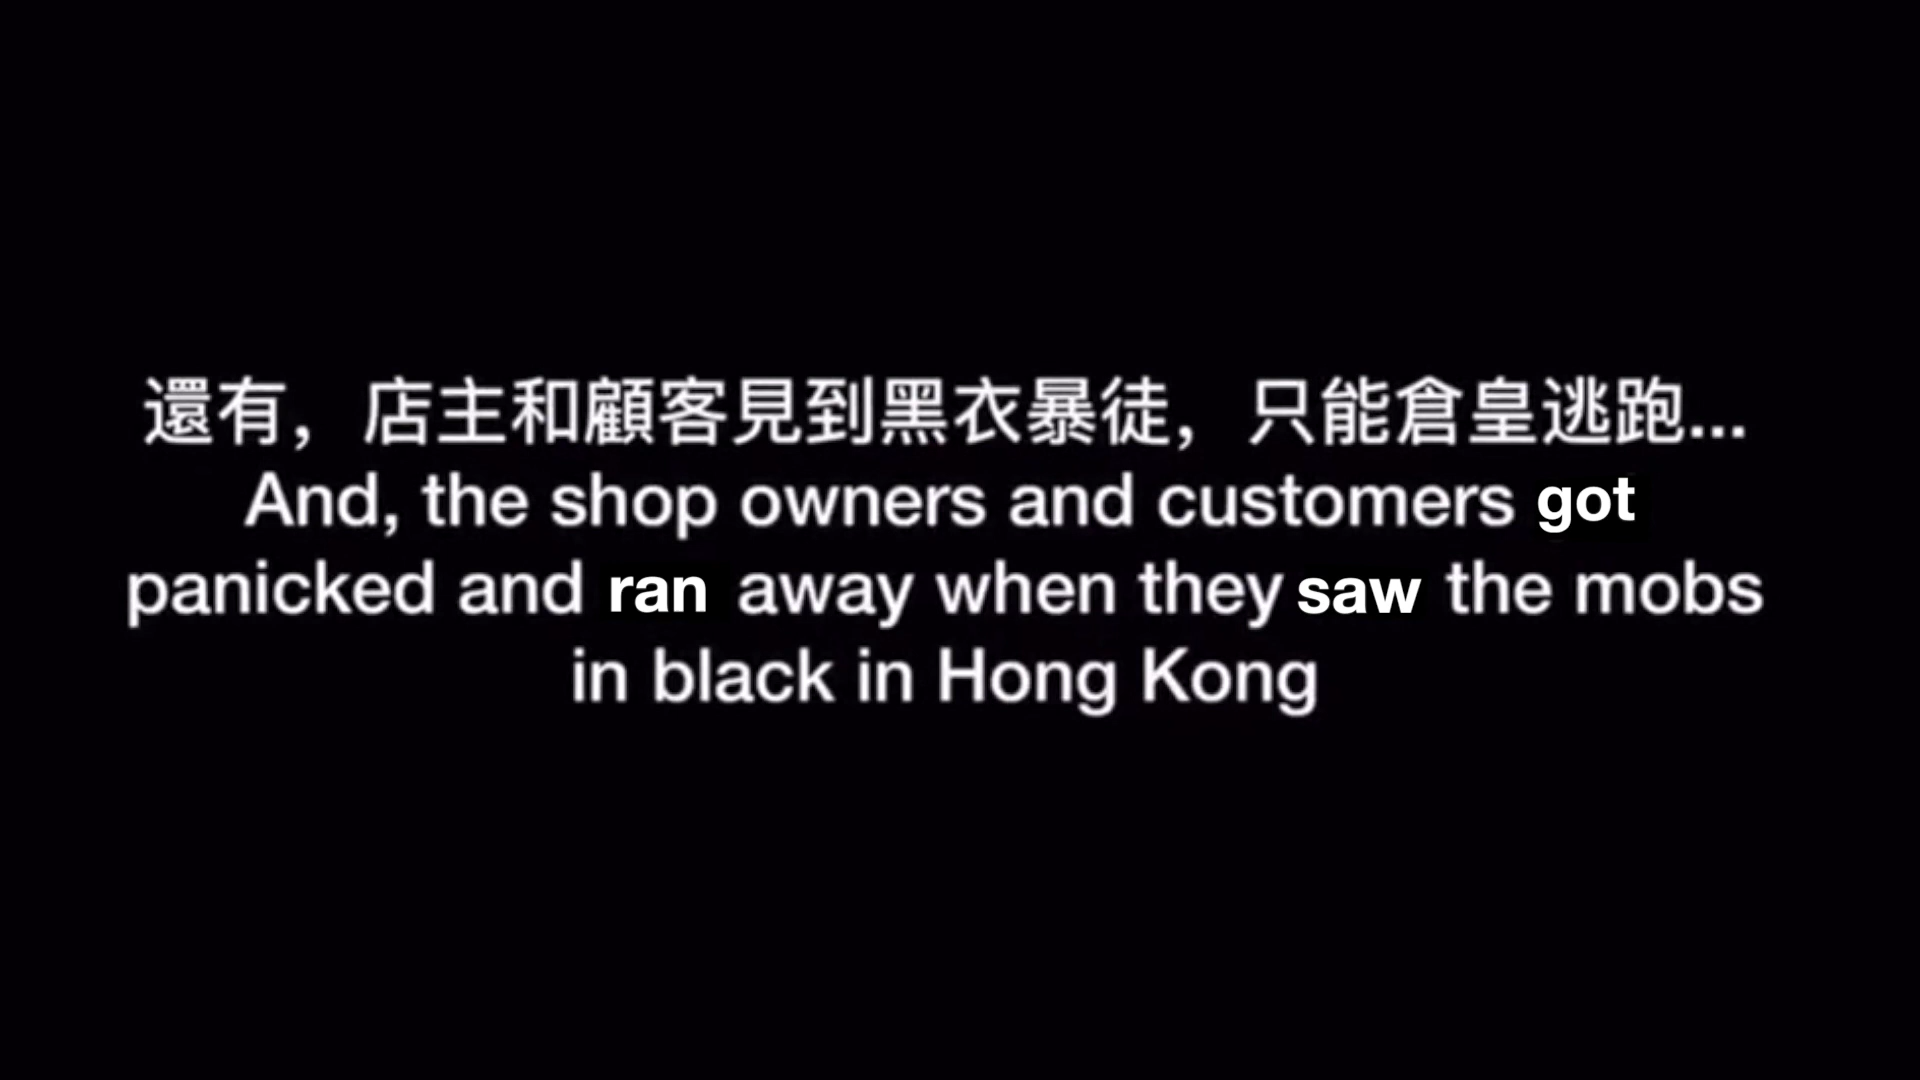 還有，店主和顧客見到黑衣暴徒，只能倉皇逃跑...
And, the shop owners and customers got
panicked and ran away when they saw the mobs
in black in Hong Kong